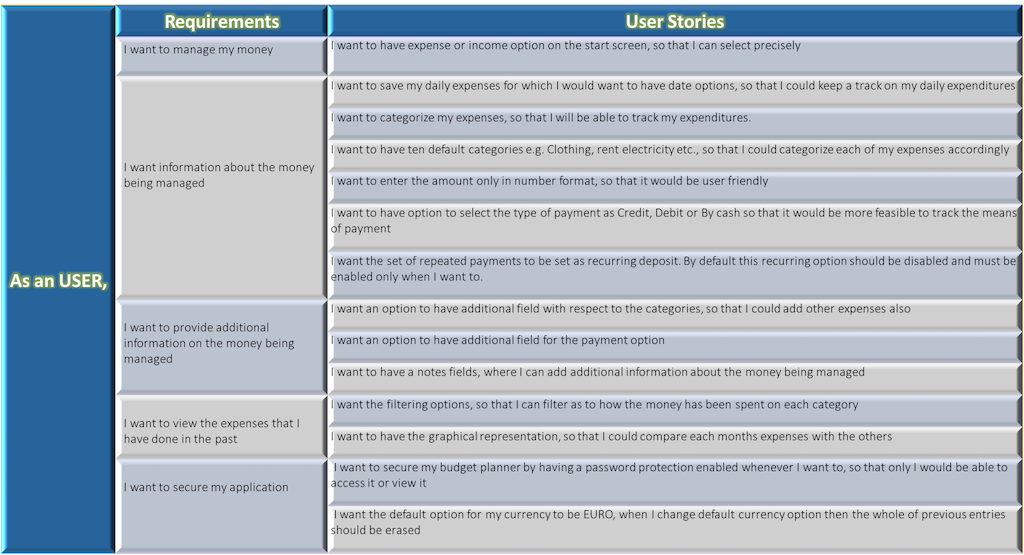 Requirements
User Stories
As an USER,
I want to manage my money
I want to have expense or income option on the start screen, so that I can select precisely
I want information about the money
being managed
I want to save my daily expenses for which I would want to have date options, so that I could keep a track on my daily expenditures
I want to categorize my expenses, so that I will be able to track my expenditures.
I want to have ten default categories e.g. Clothing, rent electricity etc., so that I could categorize each of my expenses accordingly
I want to enter the amount only in number format, so that it would be user friendly
I want to have option to select the type of payment as Credit, Debit or By cash so that it would be more feasible to track the means
of payment
I want the set of repeated payments to be set as recurring deposit. By default this recurring option should be disabled and must be
enabled only when I want to.
I want to provide additional
information on the money being
managed
I want an option to have additional field with respect to the categories, so that I could add other expenses also
I want an option to have additional field for the payment option
I want to have a notes fields, where I can add additional information about the money being managed
I want to view the expenses that I
have done in the past
I want the filtering options, so that I can filter as to how the money has been spent on each category
I want to have the graphical representation, so that I could compare each months expenses with the others
I want to secure my application
I want to secure my budget planner by having a password protection enabled whenever I want to, so that only I would be able to
access it or view it
I want the default option for my currency to be EURO, when I change default currency option then the whole of previous entries
should be erased